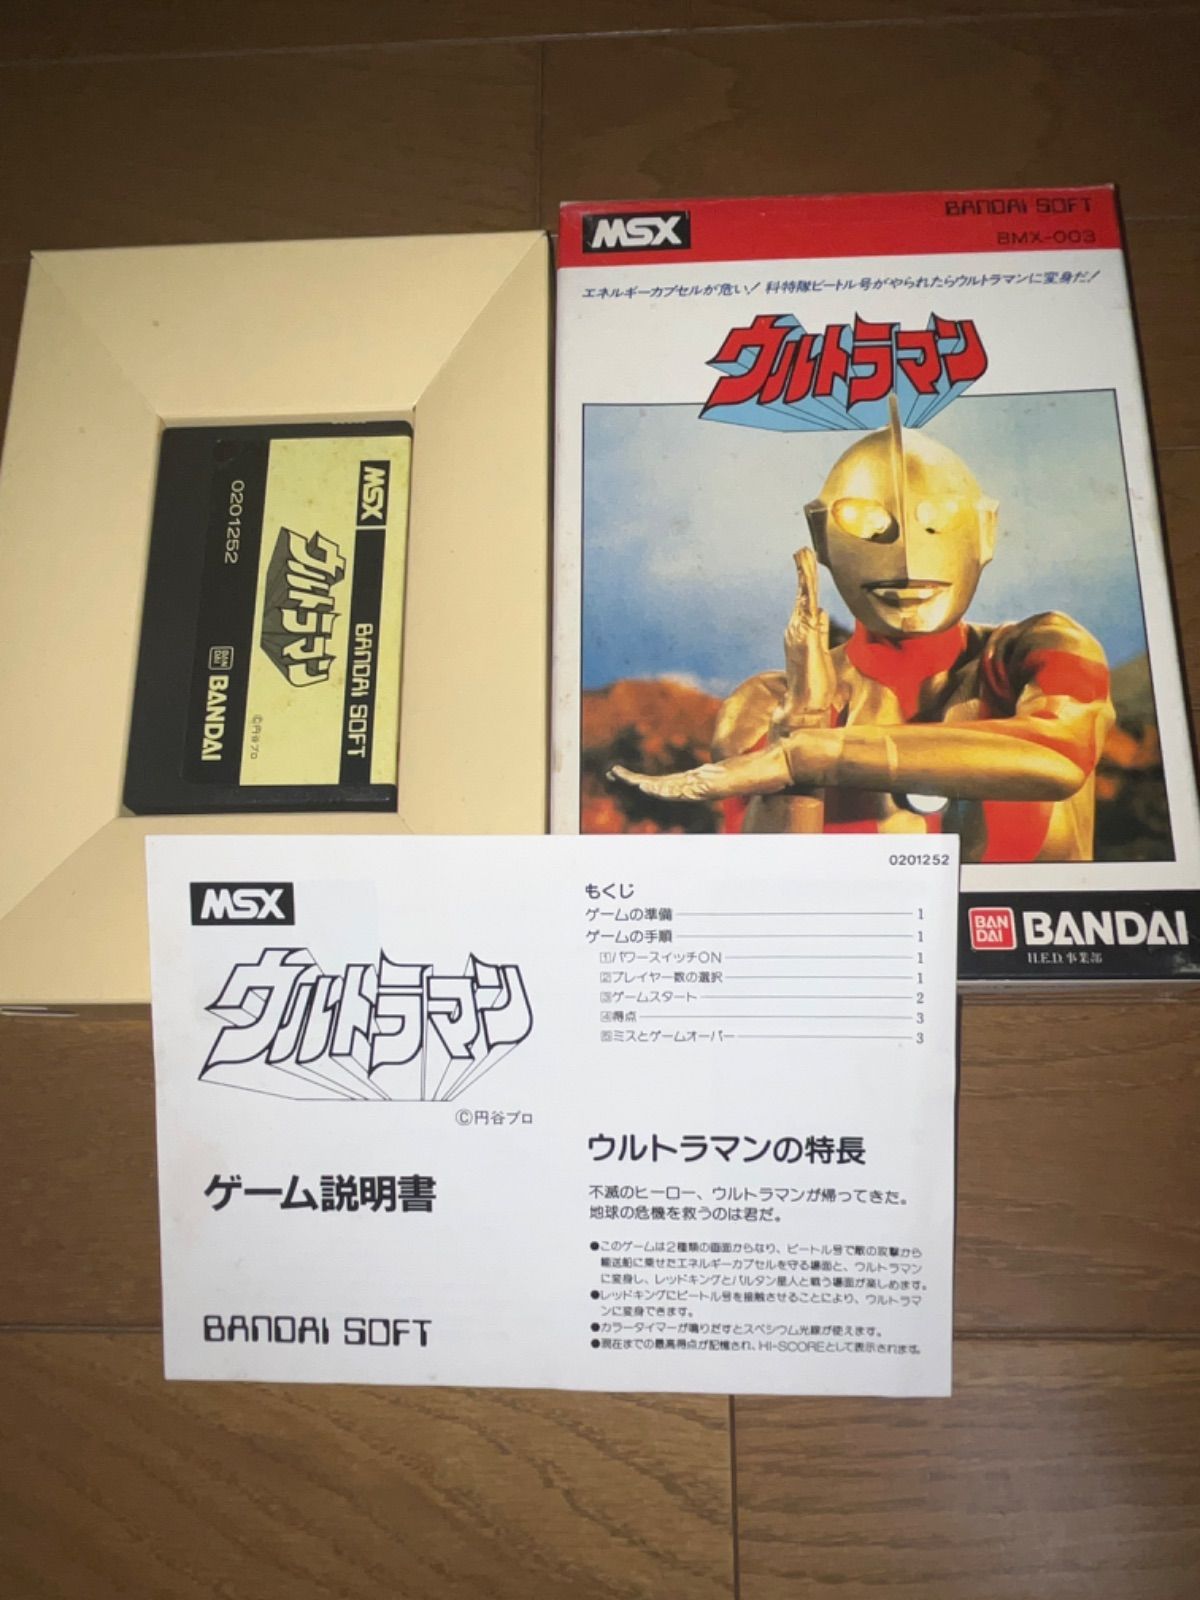 MSX
BANDAI SOFT
BMX-003
エネルギーカプセルが危い！科特隊ビートル号がやられたらウルトラマンに変身だ！
ウルトラマン
BAN
DAI
BANDAI
H.E.D.事業部
MSX
BANDAI SOFT
ウルトラマン
©円谷プロ
0201252
BAN
DAI
BANDAI
MSX
ウルトラマン
©円谷プロ
ゲーム説明書
BANDAI SOFT
0201252
もくじ
ゲームの準備 1
ゲームの手順 1
1パワースイッチON 1
2プレイヤー数の選択 1
3ゲームスタート 2
4得点 3
5ミスとゲームオーバー 3
ウルトラマンの特長
不滅のヒーロー、ウルトラマンが帰ってきた。
地球の危機を救うのは君だ。
●このゲームは2種類の画面からなり、ビートル号で敵の攻撃から
輸送船に乗せたエネルギーカプセルを守る場面と、ウルトラマン
に変身し、レッドキングとバルタン星人と戦う場面が楽しめます。
●レッドキングにビートル号を接触させることにより、ウルトラマ
ンに変身できます。
●カラータイマーが鳴りだすとスペシウム光線が使えます。
●現在までの最高得点が記憶され、HI-SCOREとして表示されます。